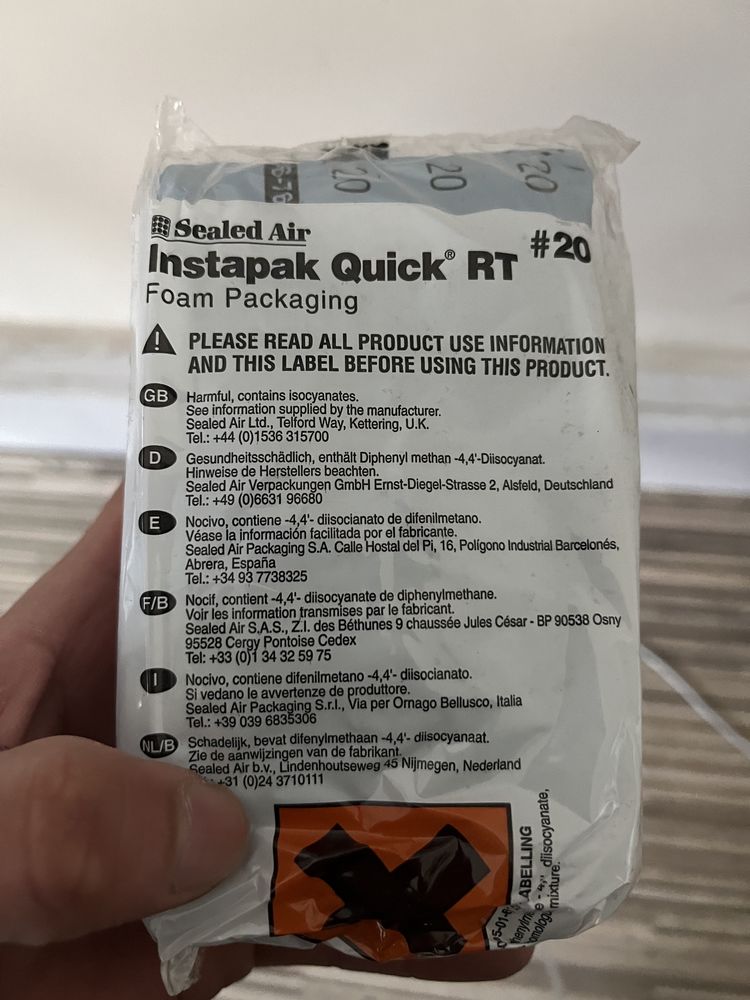 20
20
20
Sealed Air
Instapak Quick® RT #20
Foam Packaging
PLEASE READ ALL PRODUCT USE INFORMATION
AND THIS LABEL BEFORE USING THIS PRODUCT.
GB Harmful, contains isocyanates.
See information supplied by the manufacturer.
Sealed Air Ltd., Telford Way, Kettering, U.K.
Tel.: +44 (0)1536 315700
D Gesundheitsschädlich, enthält Diphenyl methan -4,4'-Diisocyanat.
Hinweise de Herstellers beachten.
Sealed Air Verpackungen GmbH Ernst-Diegel-Strasse 2, Alsfeld, Deutschland
Tel.: +49 (0)6631 96680
E Nocivo, contiene -4,4'- diisocianato de difenilmetano.
Véase la información facilitada por el fabricante.
Sealed Air Packaging S.A. Calle Hostal del Pi, 16, Polígono Industrial Barcelonés,
Abrera, España
Tel.: +34 93 7738325
F/B Nocif, contient -4,4'- diisocyanate de diphenylmethane.
Voir les information transmises par le fabricant.
Sealed Air S.A.S., Z.I. des Béthunes 9 chaussée Jules César - BP 90538 Osny
95528 Cergy Pontoise Cedex
Tel: +33 (0)1 34 32 59 75
I Nocivo, contiene difenilmetano -4,4'- diisocianato.
Si vedano le avvertenze de produttore.
Sealed Air Packaging S.r.l., Via per Ornago Bellusco, Italia
Tel.: +39 039 6835306
NL/B Schadelijk, bevat difenylmethaan -4,4'- diisocyanaat.
Zie de aanwijzingen van de fabrikant.
Sealed Air b.v., Lindenhoutseweg 45 Nijmegen, Nederland
+31 (0)24 3710111
diisocyanate,
mixture.